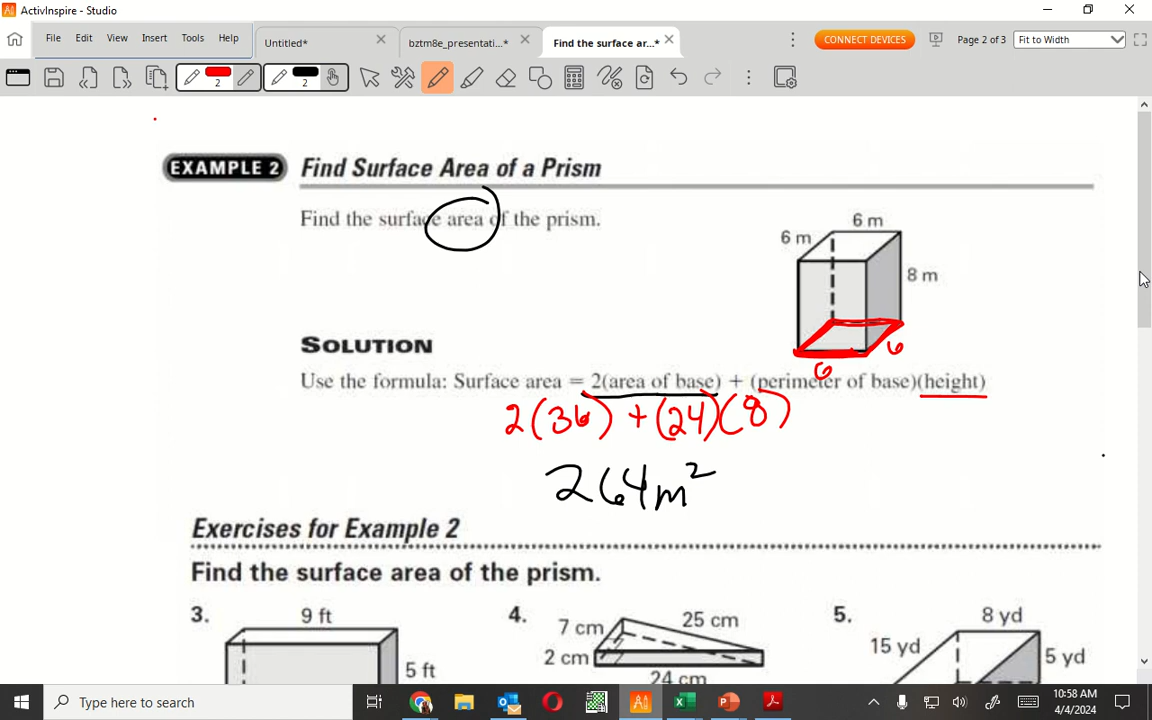 ActivInspire - Studio
File Edit View Insert Tools Help
Untitled*
bztm8e_presentati...*
Find the surface ar...*
CONNECT DEVICES
Page 2 of 3
Fit to Width
2
2
EXAMPLE 2 Find Surface Area of a Prism
Find the surface area of the prism.
6 m
6 m
8 m
6
6
SOLUTION
Use the formula: Surface area = 2(area of base) + (perimeter of base)(height)
2(36) + (24)(8)
264m²
Exercises for Example 2
Find the surface area of the prism.
3. 9 ft
5 ft
4. 7 cm 25 cm
2 cm
24 cm
5. 8 yd
15 yd 5 yd
Type here to search
10:58 AM
4/4/2024